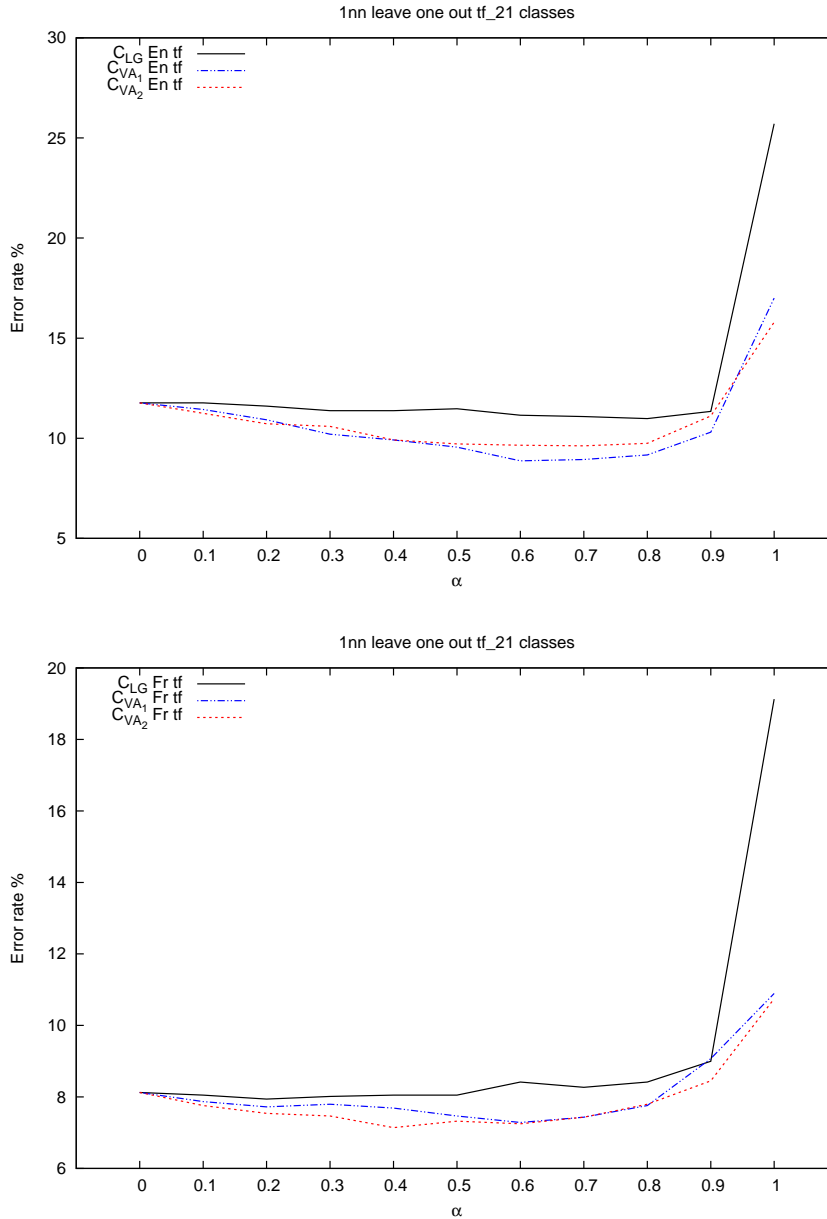 1nn leave one out tf_21 classes
30
25
20
15
10
5
Error rate %
C_LG En tf
C_VA_1 En tf
C_VA_2 En tf
0 0.1 0.2 0.3 0.4 0.5 0.6 0.7 0.8 0.9 1
α
1nn leave one out tf_21 classes
20
18
16
14
12
10
8
6
Error rate %
C_LG Fr tf
C_VA_1 Fr tf
C_VA_2 Fr tf
0 0.1 0.2 0.3 0.4 0.5 0.6 0.7 0.8 0.9 1
α